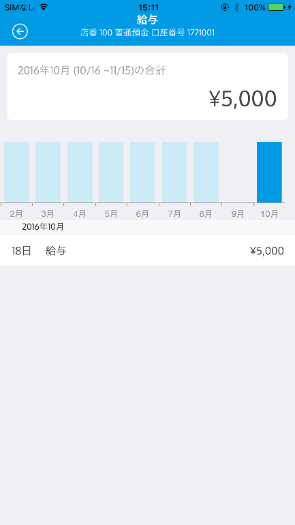 SIMなし 15:11 100%
給与
店番 100 普通預金 口座番号 1771001
2016年10月 (10/16 ~11/15)の合計
¥5,000
2月 3月 4月 5月 6月 7月 8月 9月 10月
2016年10月
18日 給与 ¥5,000